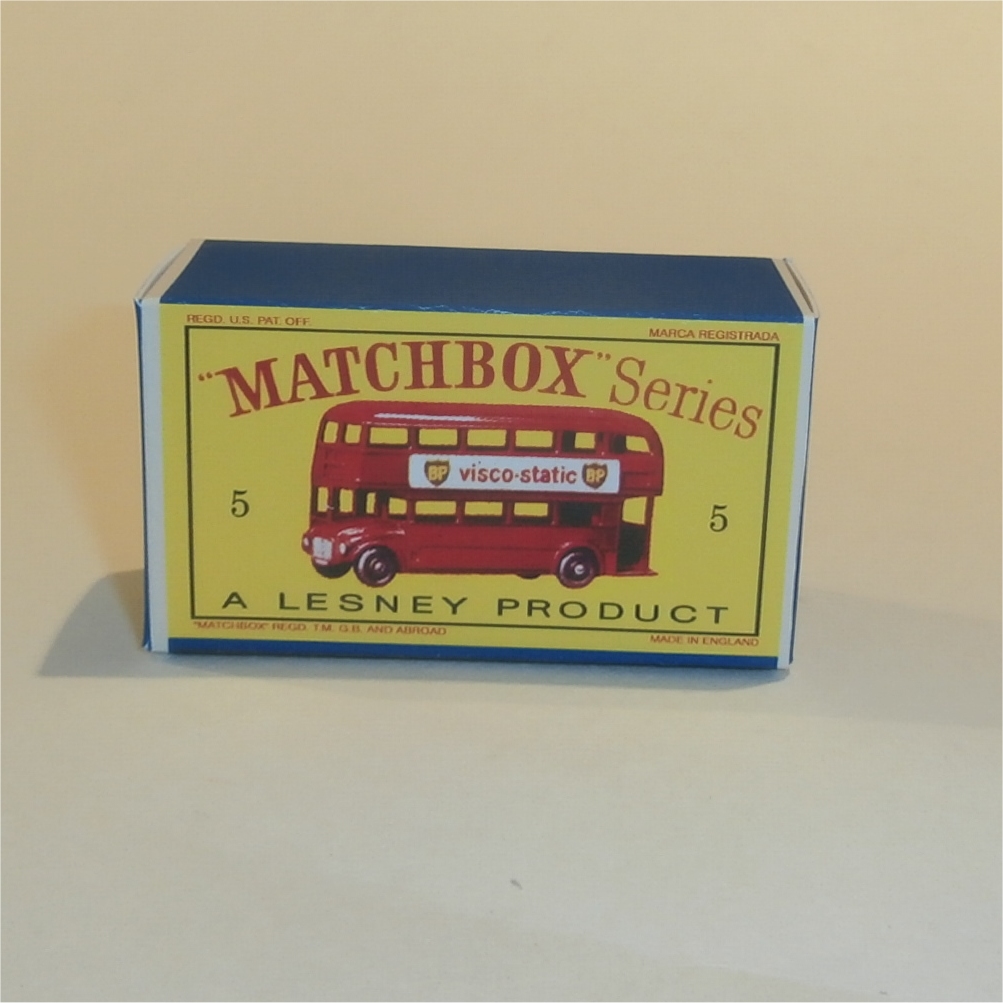 REGD. U.S. PAT. OFF.
MARCA REGISTRADA
"MATCHBOX" Series
BP visco-static BP
5
5
A LESNEY PRODUCT
"MATCHBOX" REGD. T.M. G.B. AND ABROAD
MADE IN ENGLAND